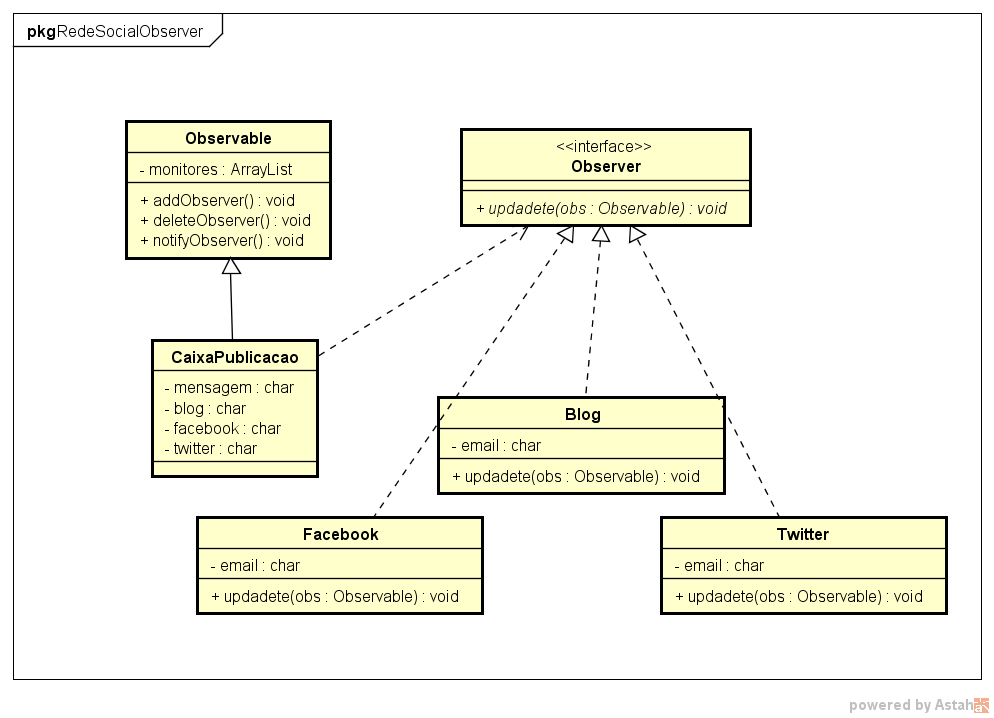 pkg RedeSocialObserver
Observable
- monitores : ArrayList
+ addObserver() : void
+ deleteObserver() : void
+ notifyObserver() : void
<<interface>>
Observer
+ updadete(obs : Observable) : void
CaixaPublicacao
- mensagem : char
- blog : char
- facebook : char
- twitter : char
Blog
- email : char
+ updadete(obs : Observable) : void
Facebook
- email : char
+ updadete(obs : Observable) : void
Twitter
- email : char
+ updadete(obs : Observable) : void
powered by Astah